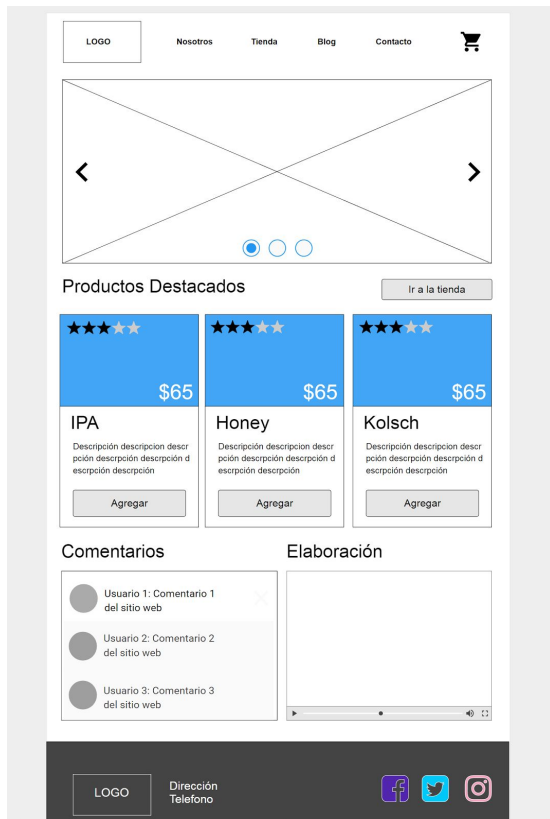 LOGO
Nosotros
Tienda
Blog
Contacto
Productos Destacados
Ir a la tienda
$65
$65
$65
IPA
Descripción descripcion descr
pción descrpción descrpción d
escrpción descrpción
Agregar
Honey
Descripción descripcion descr
pción descrpción descrpción d
escrpción descrpción
Agregar
Kolsch
Descripción descripcion descr
pción descrpción descrpción d
escrpción descrpción
Agregar
Comentarios
Usuario 1: Comentario 1
del sitio web
Usuario 2: Comentario 2
del sitio web
Usuario 3: Comentario 3
del sitio web
Elaboración
LOGO
Dirección
Telefono